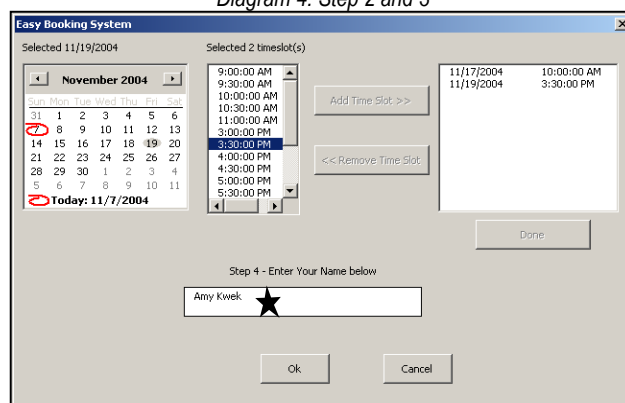 Diagram 4: Step 2 and 3
Easy Booking System
Selected 11/19/2004
Selected 2 timeslot(s)
November 2004
Sun Mon Tue Wed Thu Fri Sat
31 1 2 3 4 5 6
7 8 9 10 11 12 13
14 15 16 17 18 19 20
21 22 23 24 25 26 27
28 29 30 1 2 3 4
5 6 7 8 9 10 11
Today: 11/7/2004
9:00:00 AM
9:30:00 AM
10:00:00 AM
10:30:00 AM
11:00:00 AM
3:00:00 PM
3:30:00 PM
4:00:00 PM
4:30:00 PM
5:00:00 PM
5:30:00 PM
Add Time Slot >>
<< Remove Time Slot
11/17/2004 10:00:00 AM
11/19/2004 3:30:00 PM
Done
Step 4 - Enter Your Name below
Amy Kwek
Ok
Cancel